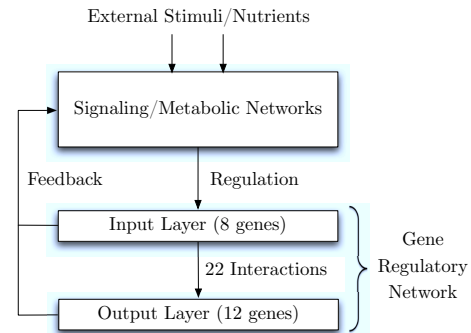 External Stimuli/Nutrients
Signaling/Metabolic Networks
Feedback
Regulation
Input Layer (8 genes)
22 Interactions
Output Layer (12 genes)
Gene
Regulatory
Network